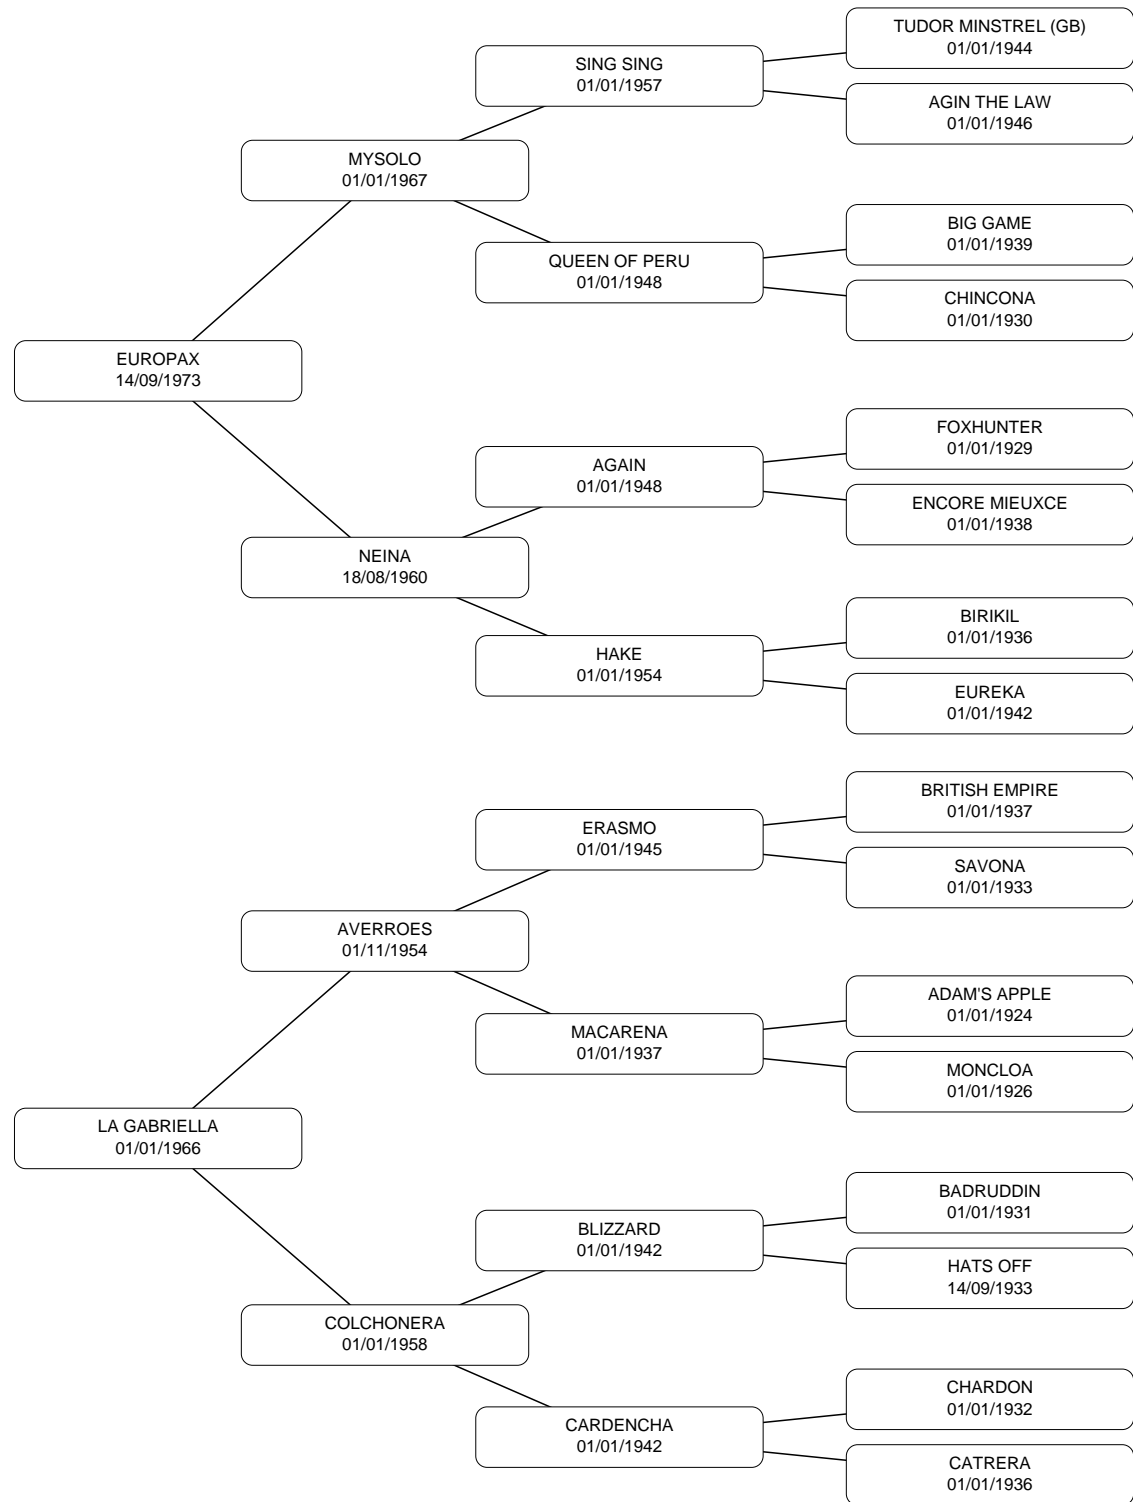 TUDOR MINSTREL (GB)
01/01/1944
SING SING
01/01/1957
AGIN THE LAW
01/01/1946
MYSOLO
01/01/1967
BIG GAME
01/01/1939
QUEEN OF PERU
01/01/1948
CHINCONA
01/01/1930
EUROPAX
14/09/1973
FOXHUNTER
01/01/1929
AGAIN
01/01/1948
ENCORE MIEUXCE
01/01/1938
NEINA
18/08/1960
BIRIKIL
01/01/1936
HAKE
01/01/1954
EUREKA
01/01/1942
BRITISH EMPIRE
01/01/1937
ERASMO
01/01/1945
SAVONA
01/01/1933
AVERROES
01/11/1954
ADAM'S APPLE
01/01/1924
MACARENA
01/01/1937
MONCLOA
01/01/1926
LA GABRIELLA
01/01/1966
BADRUDDIN
01/01/1931
BLIZZARD
01/01/1942
HATS OFF
14/09/1933
COLCHONERA
01/01/1958
CHARDON
01/01/1932
CARDENCHA
01/01/1942
CATRERA
01/01/1936